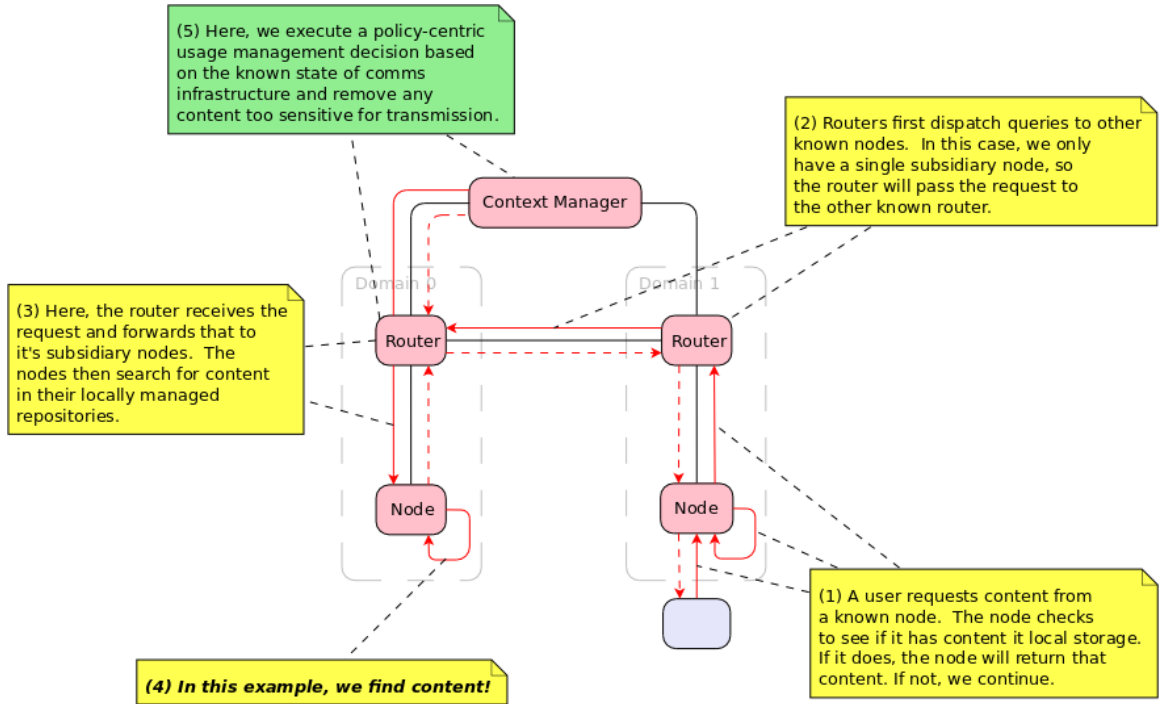 (5) Here, we execute a policy-centric
usage management decision based
on the known state of comms
infrastructure and remove any
content too sensitive for transmission.
(2) Routers first dispatch queries to other
known nodes.  In this case, we only
have a single subsidiary node, so
the router will pass the request to
the other known router.
Context Manager
Domain 0
Domain 1
(3) Here, the router receives the
request and forwards that to
it's subsidiary nodes.  The
nodes then search for content
in their locally managed
repositories.
Router
Router
Node
Node
(1) A user requests content from
a known node.  The node checks
to see if it has content it local storage.
If it does, the node will return that
content. If not, we continue.
(4) In this example, we find content!